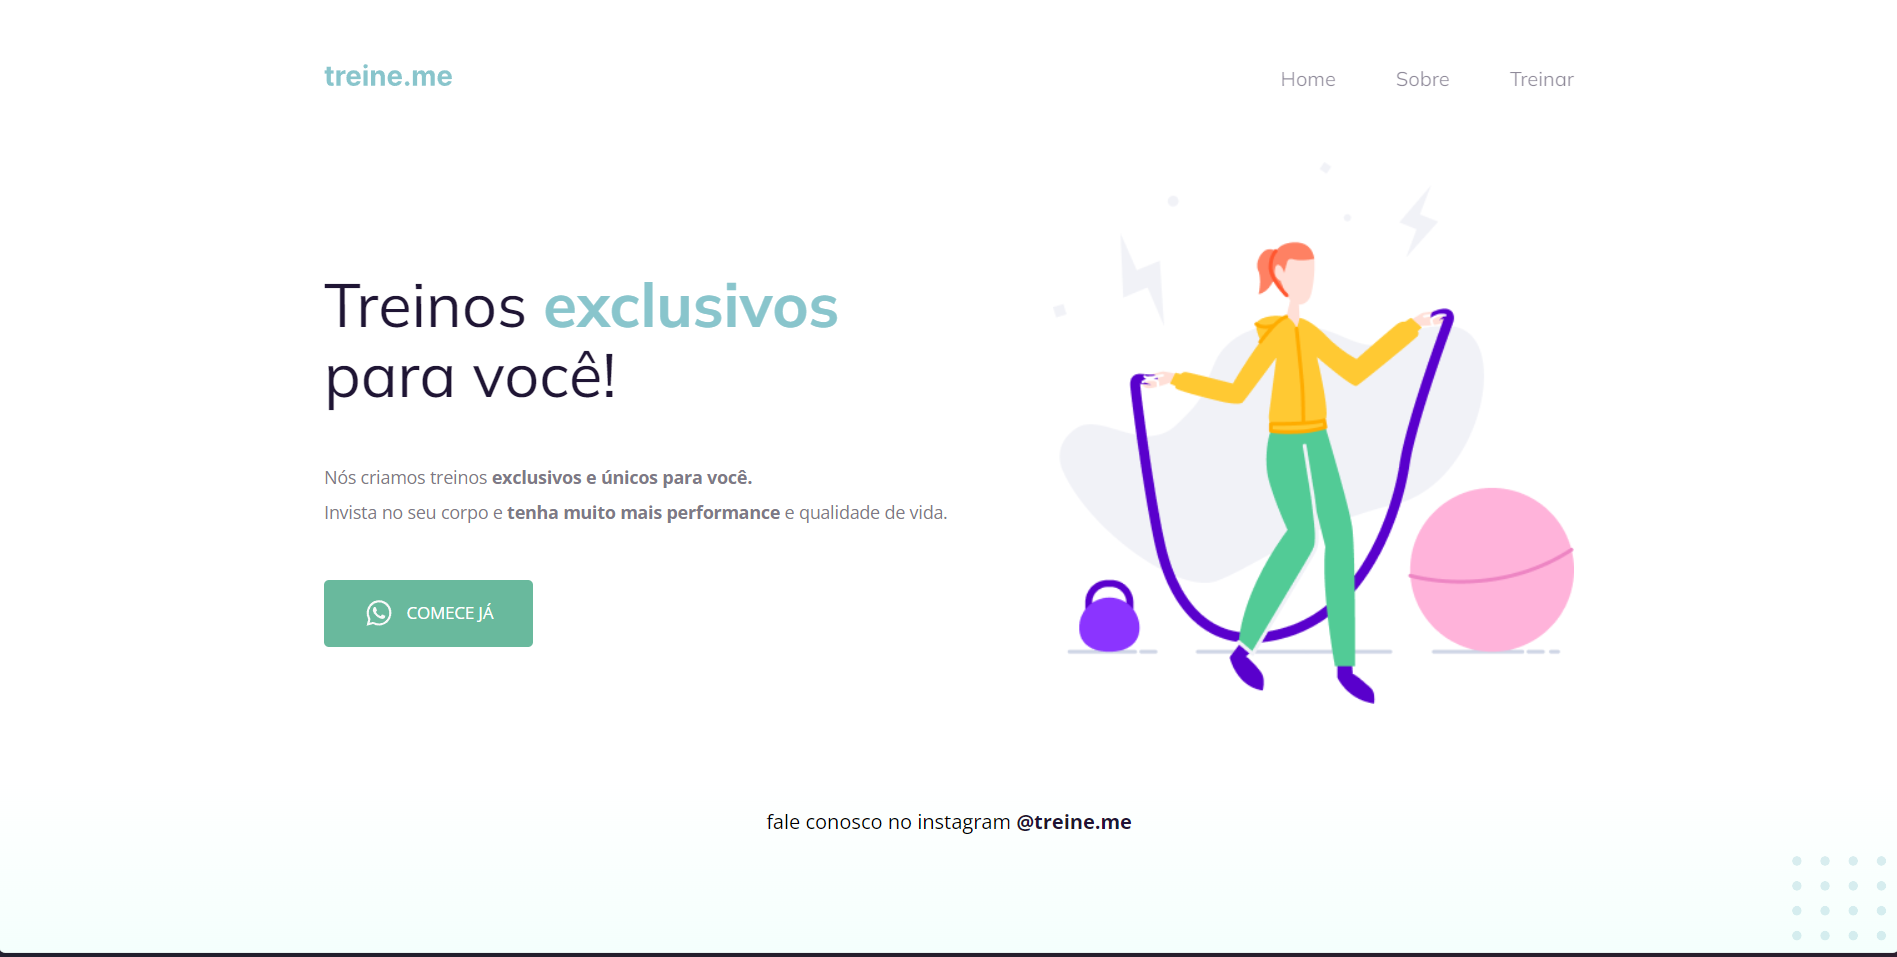 treine.me
Home Sobre Treinar
Treinos exclusivos
para você!
Nós criamos treinos exclusivos e únicos para você.
Invista no seu corpo e tenha muito mais performance e qualidade de vida.
COMECE JÁ
fale conosco no instagram @treine.me